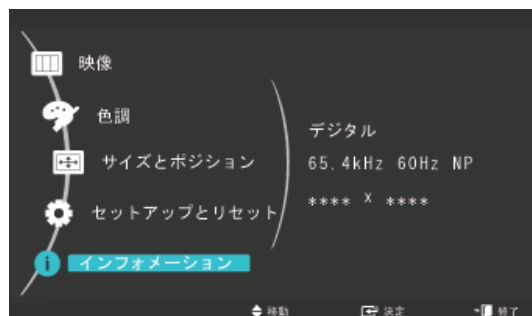 映像
色調
サイズとポジション
セットアップとリセット
インフォメーション
デジタル
65.4kHz 60Hz NP
**** x ****
移動 決定 終了